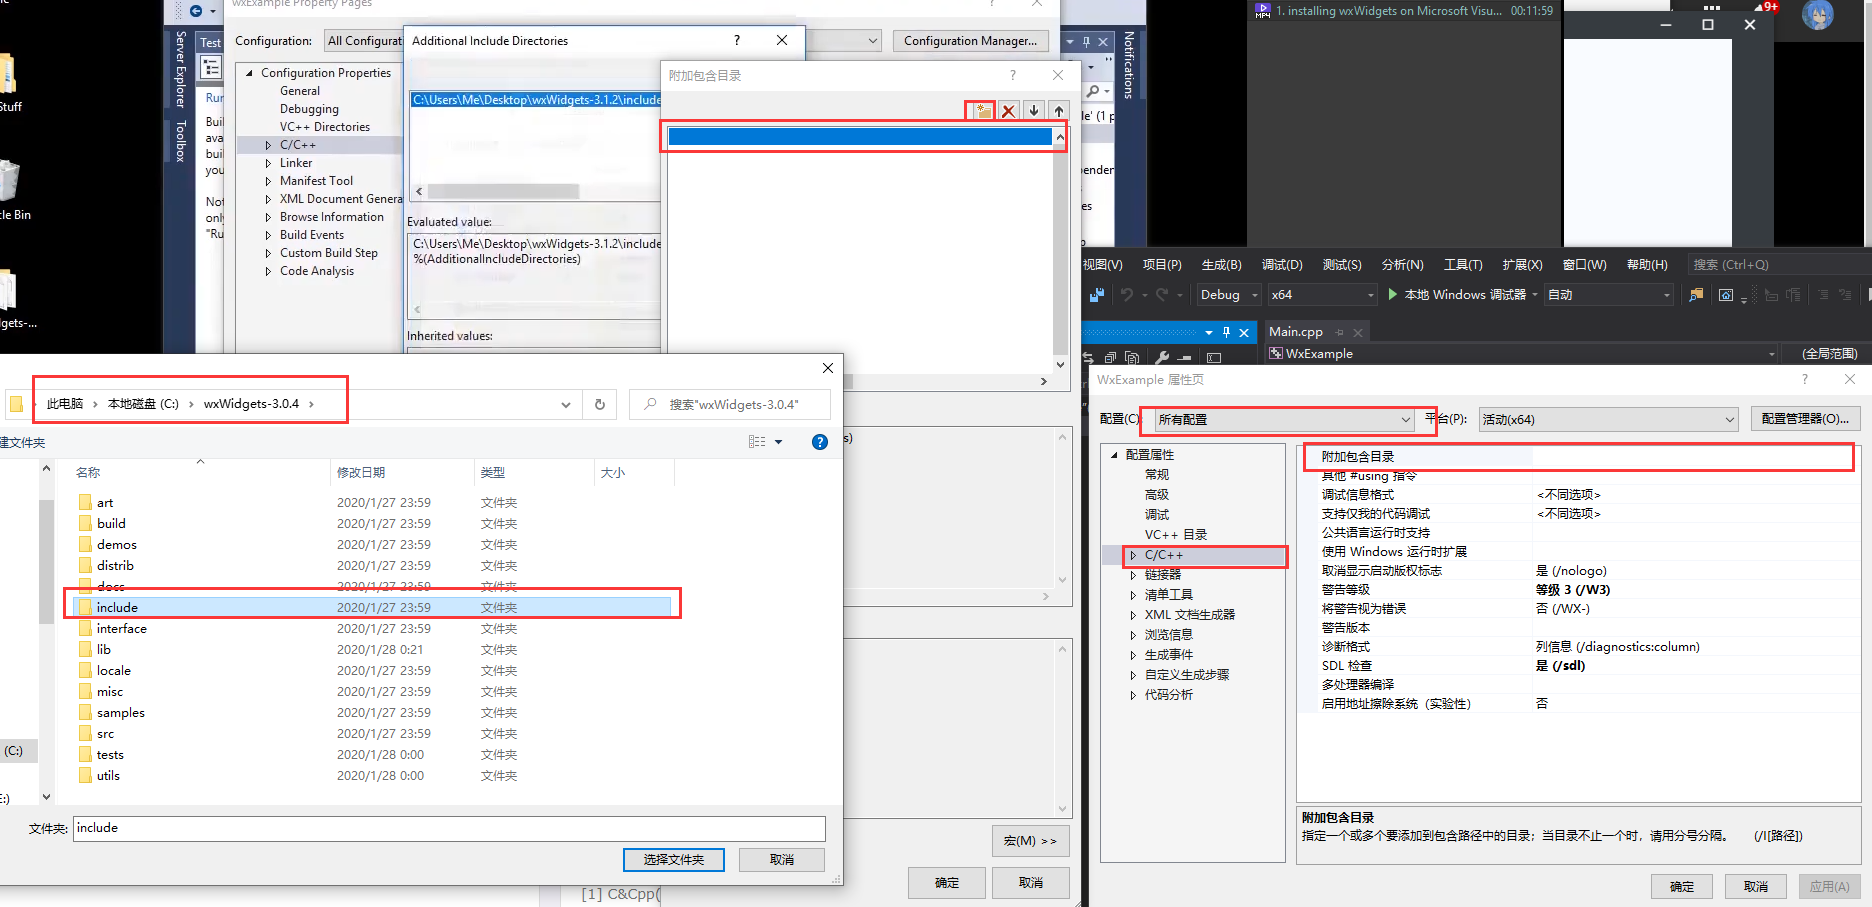 wxExample Property Pages
Configuration:
All Configurati
Configuration Manager...
Server Explorer
Toolbox
Test
Run
Buil
avai
buil
you
Not
only
"Ru
Stuff
cle Bin
gets-...
Configuration Properties
General
Debugging
VC++ Directories
C/C++
Linker
Manifest Tool
XML Document Genera
Browse Information
Build Events
Custom Build Step
Code Analysis
Additional Include Directories
C:\Users\Me\Desktop\wxWidgets-3.1.2\include
Evaluated value:
C:\Users\Me\Desktop\wxWidgets-3.1.2\include
%(AdditionalIncludeDirectories)
Inherited values:
附加包含目录
Notifications
le' (1 p
penden
es
1. installing wxWidgets on Microsoft Visu...
00:11:59
MP4
9+
视图(V)
项目(P)
生成(B)
调试(D)
测试(S)
分析(N)
工具(T)
扩展(X)
窗口(W)
帮助(H)
搜索 (Ctrl+Q)
Debug
x64
本地 Windows 调试器
自动
Main.cpp
WxExample
(全局范围)
此电脑
本地磁盘 (C:)
wxWidgets-3.0.4
搜索"wxWidgets-3.0.4"
建文件夹
名称
修改日期
类型
大小
art 2020/1/27 23:59 文件夹
build 2020/1/27 23:59 文件夹
demos 2020/1/27 23:59 文件夹
distrib 2020/1/27 23:59 文件夹
docs 2020/1/27 23:59 文件夹
include 2020/1/27 23:59 文件夹
interface 2020/1/27 23:59 文件夹
lib 2020/1/28 0:21 文件夹
locale 2020/1/27 23:59 文件夹
misc 2020/1/27 23:59 文件夹
samples 2020/1/27 23:59 文件夹
src 2020/1/27 23:59 文件夹
tests 2020/1/28 0:00 文件夹
utils 2020/1/28 0:00 文件夹
(C:)
E:)
文件夹:
include
选择文件夹
取消
s)
宏(M) >>
确定
取消
[1] C&Cpp(
WxExample 属性页
配置(C):
所有配置
平台(P):
活动(x64)
配置管理器(O)...
配置属性
常规
高级
调试
VC++ 目录
C/C++
链接器
清单工具
XML 文档生成器
浏览信息
生成事件
自定义生成步骤
代码分析
附加包含目录
其他 #using 指令
调试信息格式 <不同选项>
支持仅我的代码调试 <不同选项>
公共语言运行时支持
使用 Windows 运行时扩展
取消显示启动版权标志 是 (/nologo)
警告等级 等级 3 (/W3)
将警告视为错误 否 (/WX-)
警告版本
诊断格式 列信息 (/diagnostics:column)
SDL 检查 是 (/sdl)
多处理器编译
启用地址擦除系统（实验性） 否
附加包含目录
指定一个或多个要添加到包含路径中的目录；当目录不止一个时，请用分号分隔。 (/I[路径])
确定
取消
应用(A)